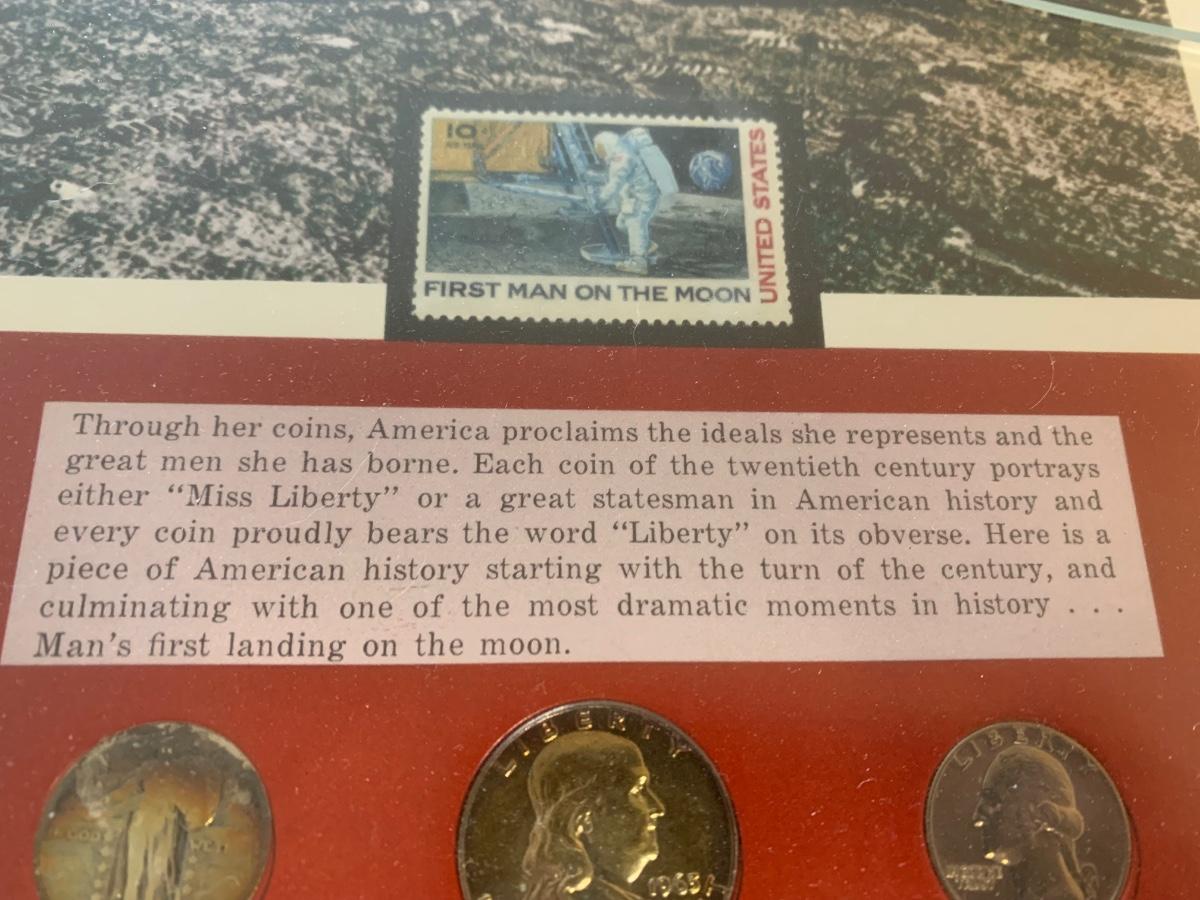 10¢
UNITED STATES
FIRST MAN ON THE MOON
Through her coins, America proclaims the ideals she represents and the
great men she has borne. Each coin of the twentieth century portrays
either “Miss Liberty” or a great statesman in American history and
every coin proudly bears the word “Liberty” on its obverse. Here is a
piece of American history starting with the turn of the century, and
culminating with one of the most dramatic moments in history . . .
Man’s first landing on the moon.
LIBERTY
LIBERTY